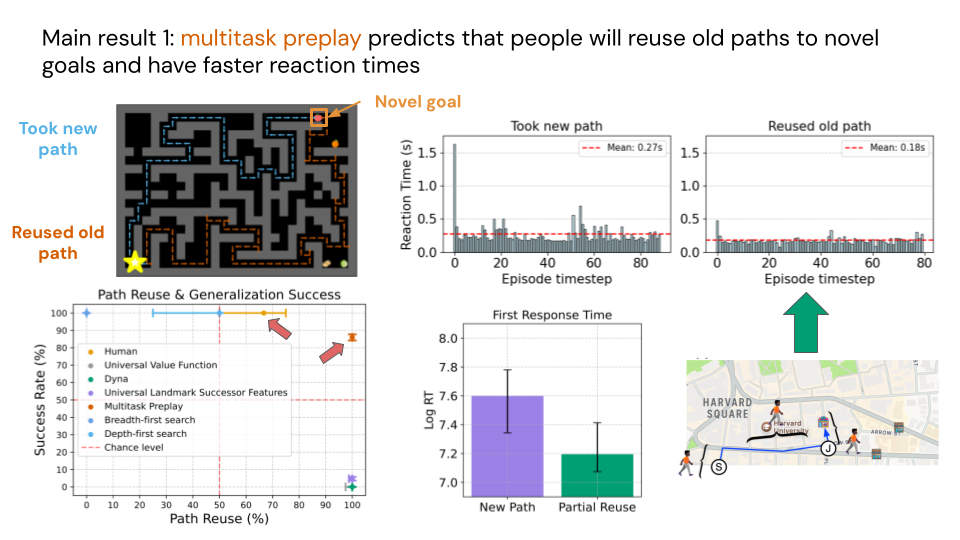 Main result 1: multitask preplay predicts that people will reuse old paths to novel
goals and have faster reaction times
Novel goal
Took new
path
Reused old
path
Took new path
Reaction Time (s)
1.5
1.0
0.5
0.0
Mean: 0.27s
0 20 40 60 80
Episode timestep
Reused old path
1.5
1.0
0.5
0.0
Mean: 0.18s
0 20 40 60 80
Episode timestep
Path Reuse & Generalization Success
Success Rate (%)
100
90
80
70
60
50
40
30
20
10
0
Human
Universal Value Function
Dyna
Universal Landmark Successor Features
Multitask Preplay
Breadth-first search
Depth-first search
Chance level
0 10 20 30 40 50 60 70 80 90 100
Path Reuse (%)
First Response Time
Log RT
8.0
7.8
7.6
7.4
7.2
7.0
New Path Partial Reuse
HARVARD
SQUARE
Harvard
University
ARROW ST
S
J